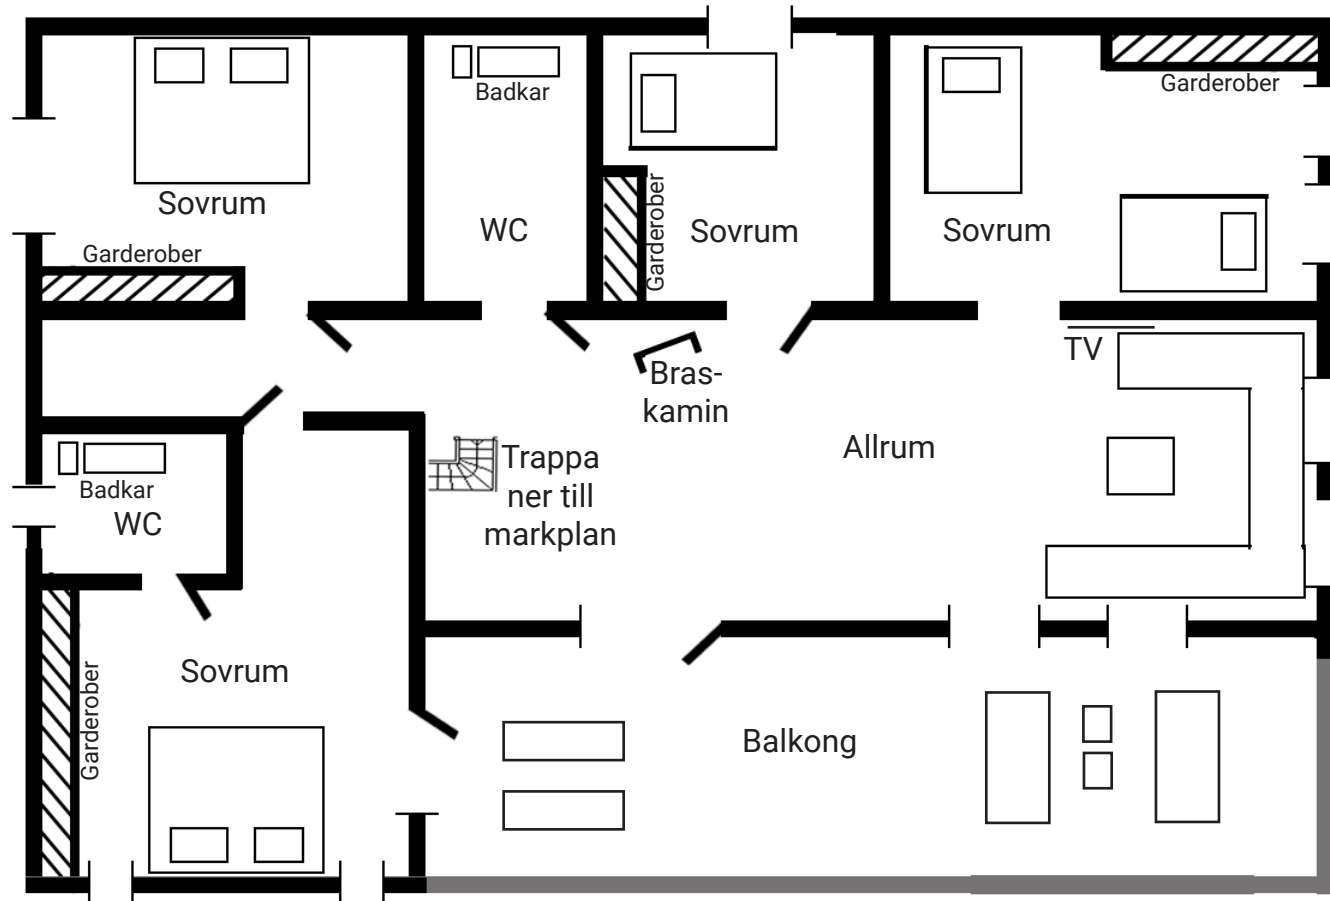 Badkar
Garderober
Sovrum
WC
Garderober
Sovrum
Sovrum
Garderober
TV
Bras-
kamin
Allrum
Trappa
ner till
markplan
Badkar
WC
Sovrum
Garderober
Balkong